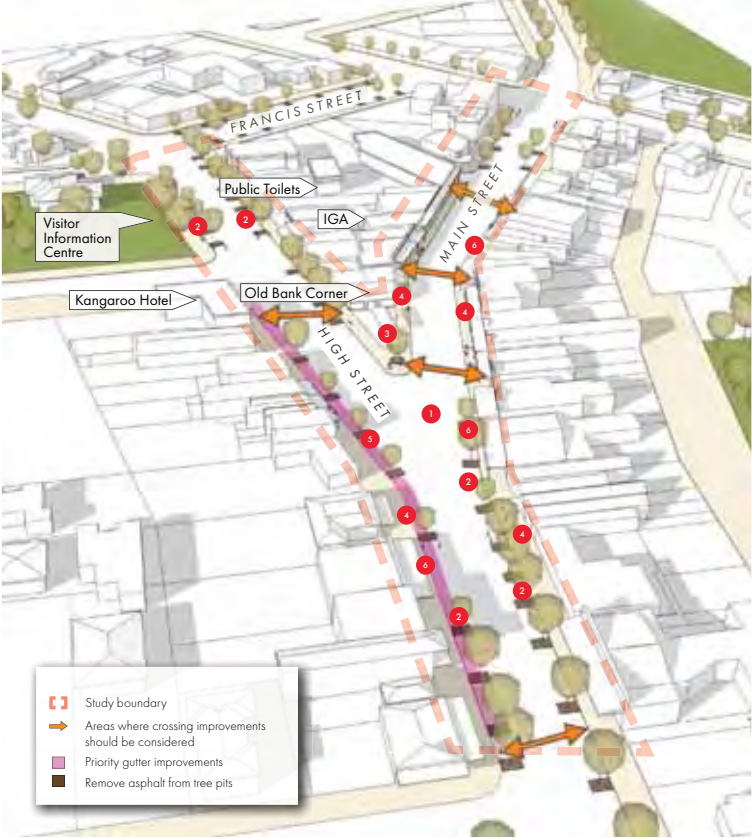 FRANCIS STREET
Public Toilets
MAIN STREET
IGA
Visitor
Information
Centre
2
2
6
Kangaroo Hotel
Old Bank Corner
4
4
3
HIGH STREET
1
6
5
2
4
4
6
2
2
Study boundary
Areas where crossing improvements
should be considered
Priority gutter improvements
Remove asphalt from tree pits